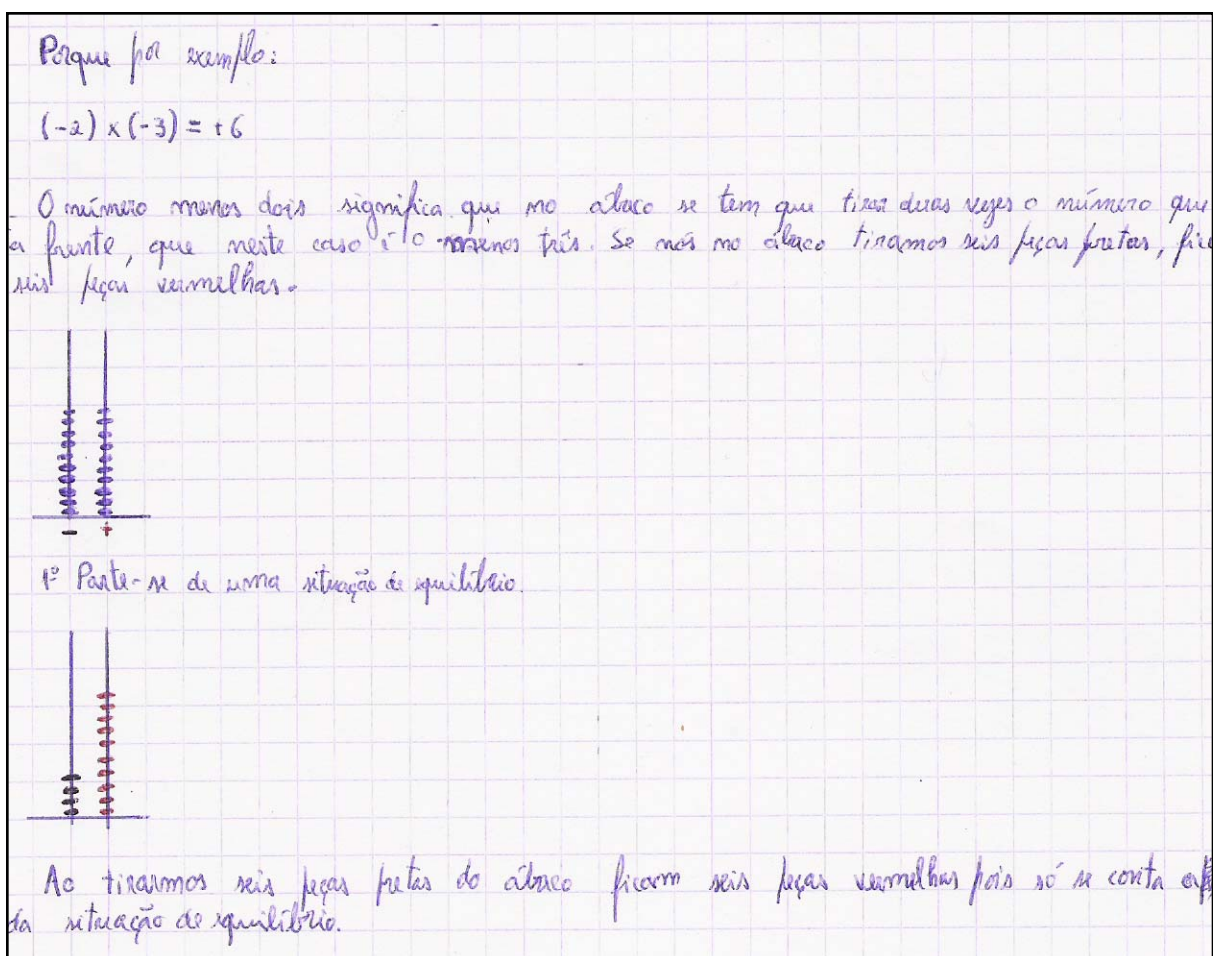 Porque por exemplo:
(-2) x (-3) = +6
O número menos dois significa que no ábaco se tem que tirar duas vezes o número que
a frente, que neste caso é o menos três. Se nós no ábaco tiramos seis peças pretas, fica
seis peças vermelhas.
- +
1º Parte-se de uma situação de equilíbrio.
Ao tirarmos seis peças pretas do ábaco ficam seis peças vermelhas pois só se conta
da situação de equilíbrio.